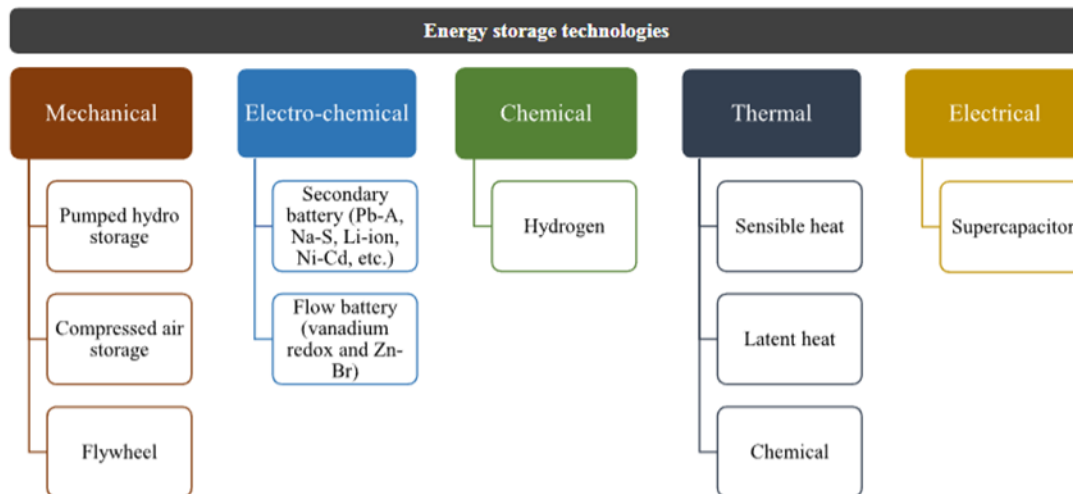 Energy storage technologies
Mechanical
Electro-chemical
Chemical
Thermal
Electrical
Pumped hydro
storage
Secondary
battery (Pb-A,
Na-S, Li-ion,
Ni-Cd, etc.)
Hydrogen
Sensible heat
Supercapacitor
Compressed air
storage
Flow battery
(vanadium
redox and Zn-
Br)
Latent heat
Flywheel
Chemical